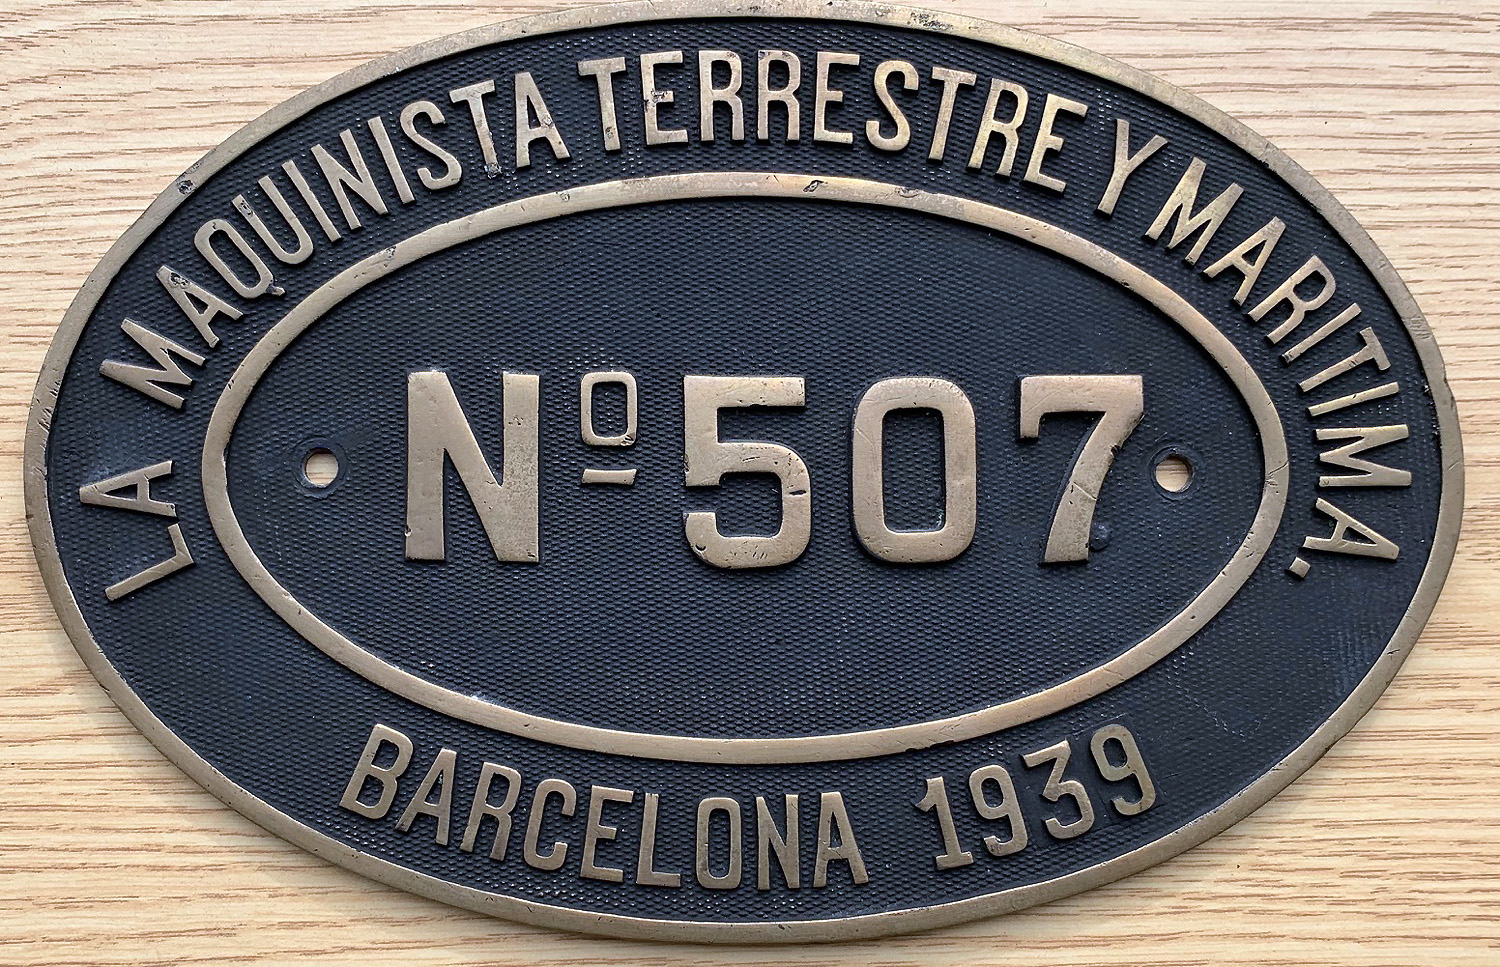 LA MAQUINISTA TERRESTRE Y MARITIMA.
Nº 507
BARCELONA 1939